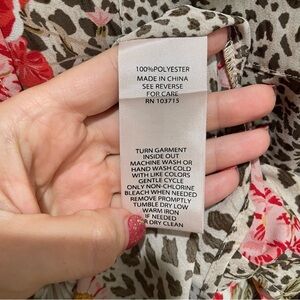 100%POLYESTER
MADE IN CHINA
SEE REVERSE
FOR CARE
RN 103715
TURN GARMENT
INSIDE OUT
MACHINE WASH OR
HAND WASH COLD
WITH LIKE COLORS
GENTLE CYCLE
ONLY NON-CHLORINE
BLEACH WHEN NEEDED
REMOVE PROMPTLY
TUMBLE DRY LOW
WARM IRON
IF NEEDED
OR DRY CLEAN